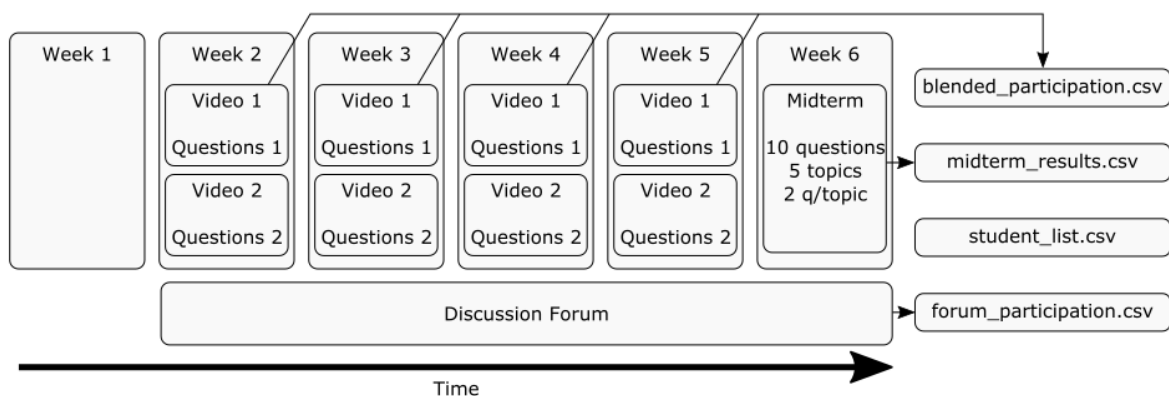 Week 1
Week 2
Week 3
Week 4
Week 5
Week 6
Video 1
Questions 1
Video 2
Questions 2
Video 1
Questions 1
Video 2
Questions 2
Video 1
Questions 1
Video 2
Questions 2
Video 1
Questions 1
Video 2
Questions 2
Midterm
10 questions
5 topics
2 q/topic
blended_participation.csv
midterm_results.csv
student_list.csv
forum_participation.csv
Discussion Forum
Time